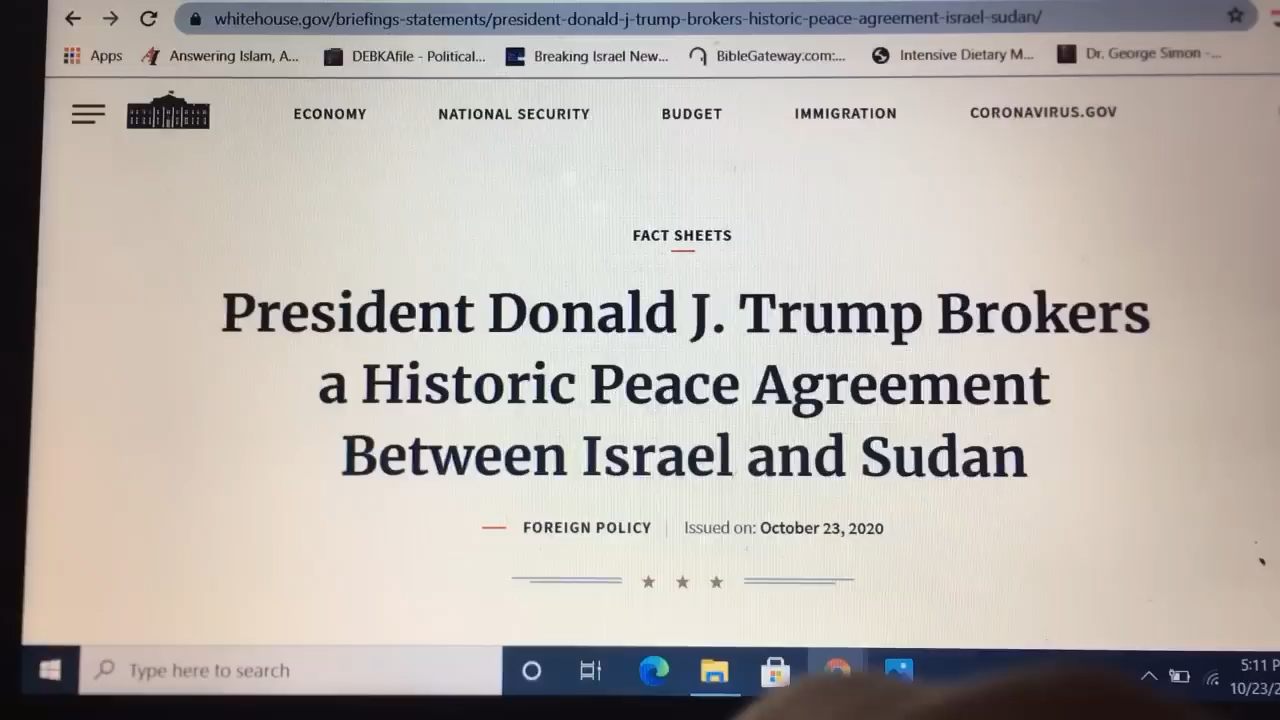 whitehouse.gov/briefings-statements/president-donald-j-trump-brokers-historic-peace-agreement-israel-sudan/
Apps Answering Islam, A... DEBKAfile - Political... Breaking Israel New... BibleGateway.com:... Intensive Dietary M... Dr. George Simon -...
ECONOMY NATIONAL SECURITY BUDGET IMMIGRATION CORONAVIRUS.GOV
FACT SHEETS
President Donald J. Trump Brokers
a Historic Peace Agreement
Between Israel and Sudan
FOREIGN POLICY Issued on: October 23, 2020
Type here to search
5:11 P
10/23/2